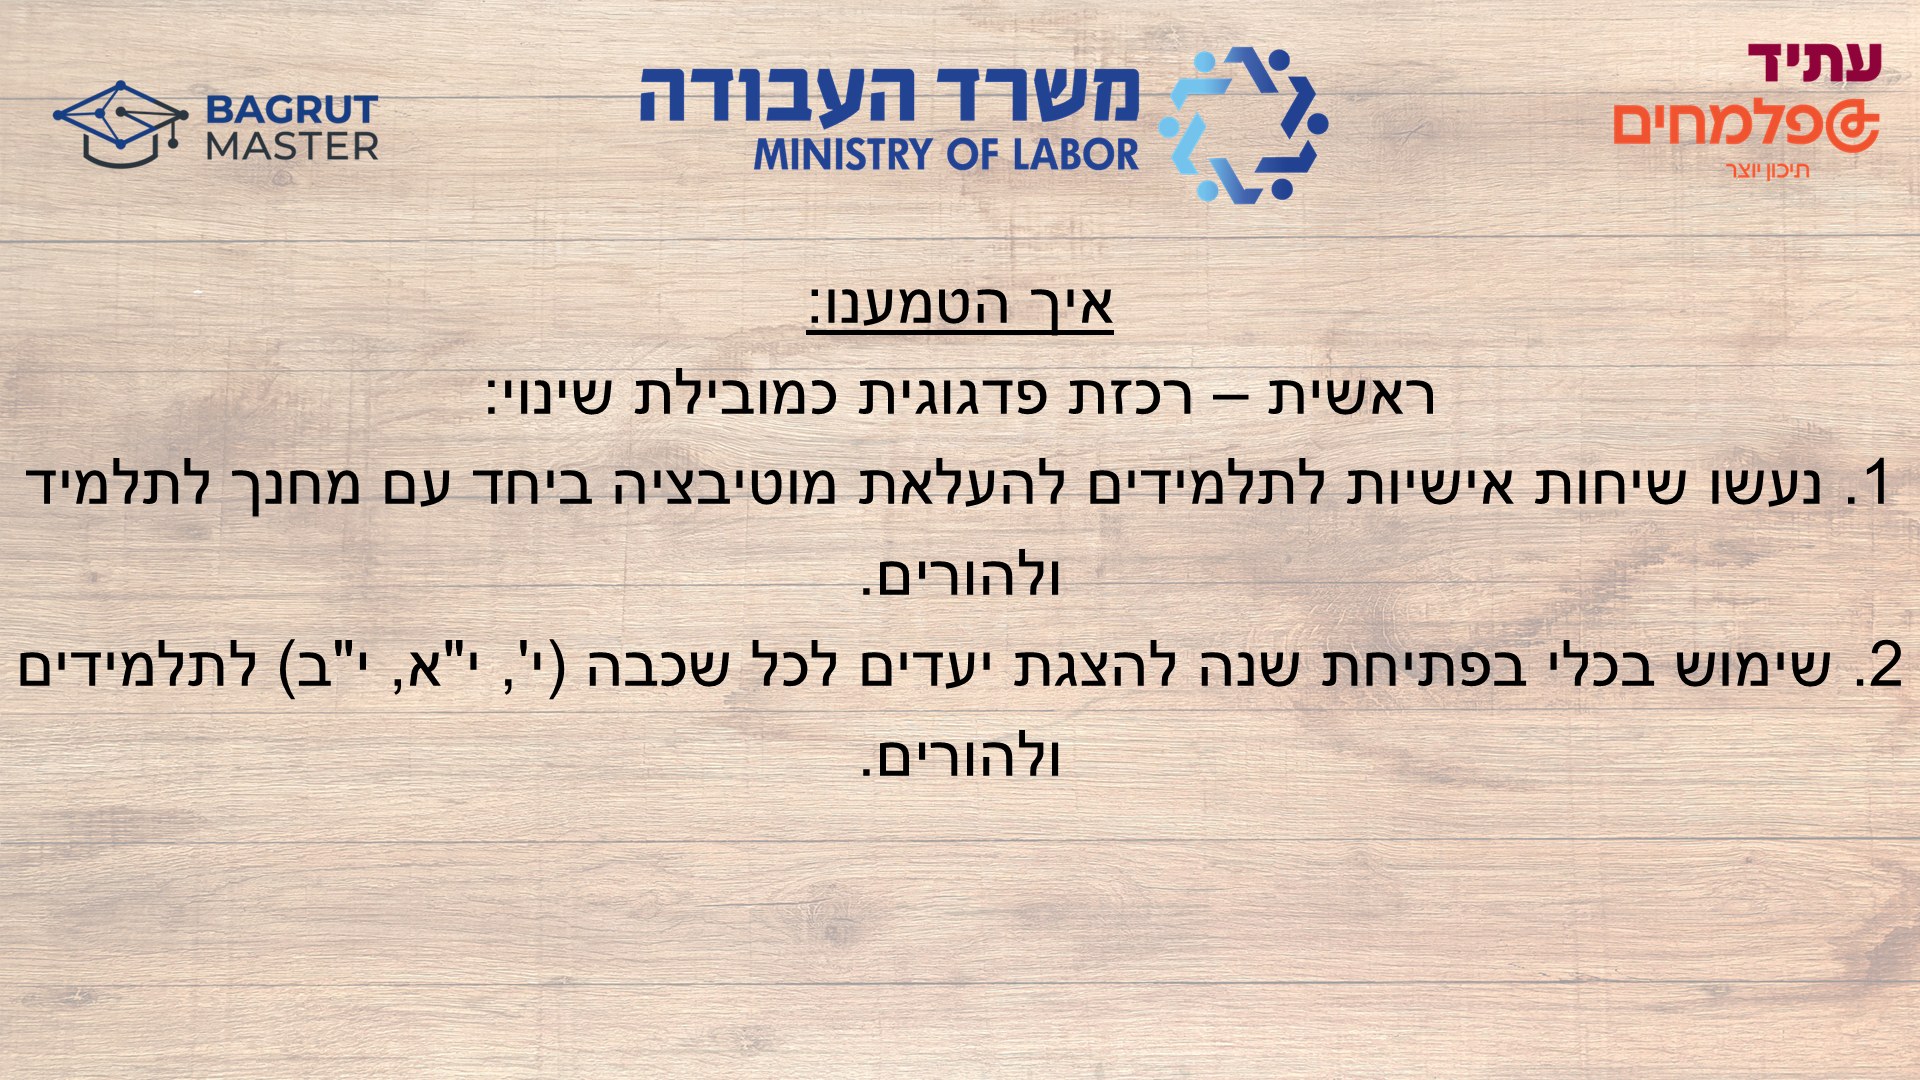 עתיד
פלמחים
תיכון יוצר
משרד העבודה
MINISTRY OF LABOR
BAGRUT
MASTER
איך הטמענו:
ראשית – רכזת פדגוגית כמובילת שינוי:
1. נעשו שיחות אישיות לתלמידים להעלאת מוטיבציה ביחד עם מחנך לתלמיד
ולהורים.
2. שימוש בכלי בפתיחת שנה להצגת יעדים לכל שכבה (י', י"א, י"ב) לתלמידים
ולהורים.